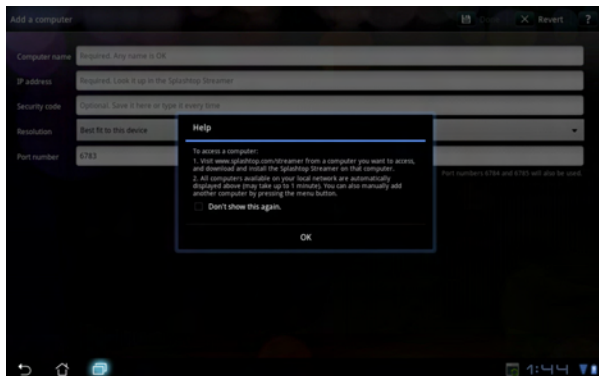 Add a computer
Done
Revert
?
Computer name
Required. Any name is OK
IP address
Required. Look it up in the Splashtop Streamer
Security code
Optional. Save it here or type it every time
Resolution
Best fit to this device
Port number
6783
Port numbers 6784 and 6785 will also be used.
Help
To access a computer:
1. Visit www.splashtop.com/streamer from a computer you want to access,
and download and install the Splashtop Streamer on that computer.
2. All computers available on your local network are automatically
displayed above (may take up to 1 minute). You can also manually add
another computer by pressing the menu button.
Don't show this again.
OK
1:44